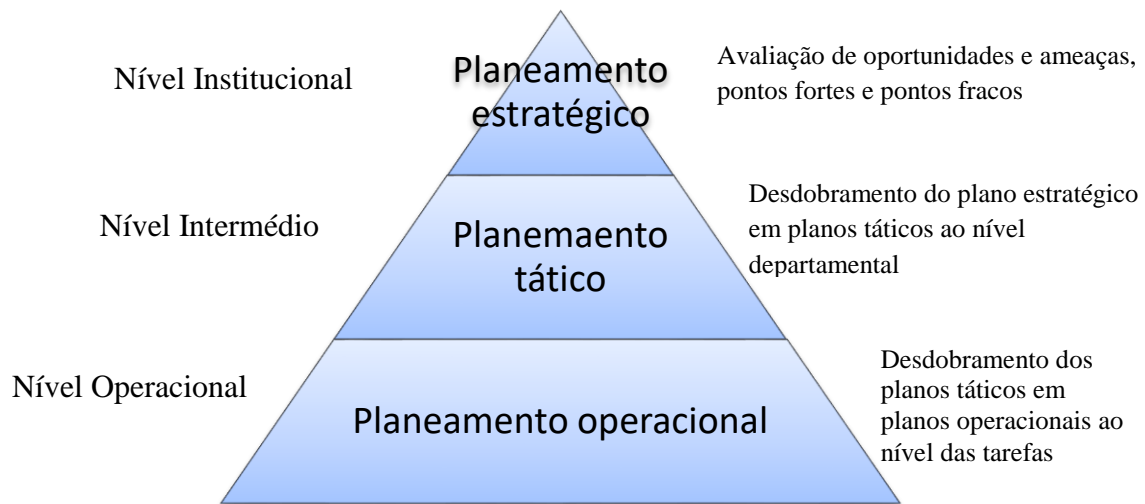 Nível Institucional
Planeamento
estratégico
Avaliação de oportunidades e ameaças,
pontos fortes e pontos fracos
Nível Intermédio
Planemaento
tático
Desdobramento do plano estratégico
em planos táticos ao nível
departamental
Nível Operacional
Planeamento operacional
Desdobramento dos
planos táticos em
planos operacionais ao
nível das tarefas